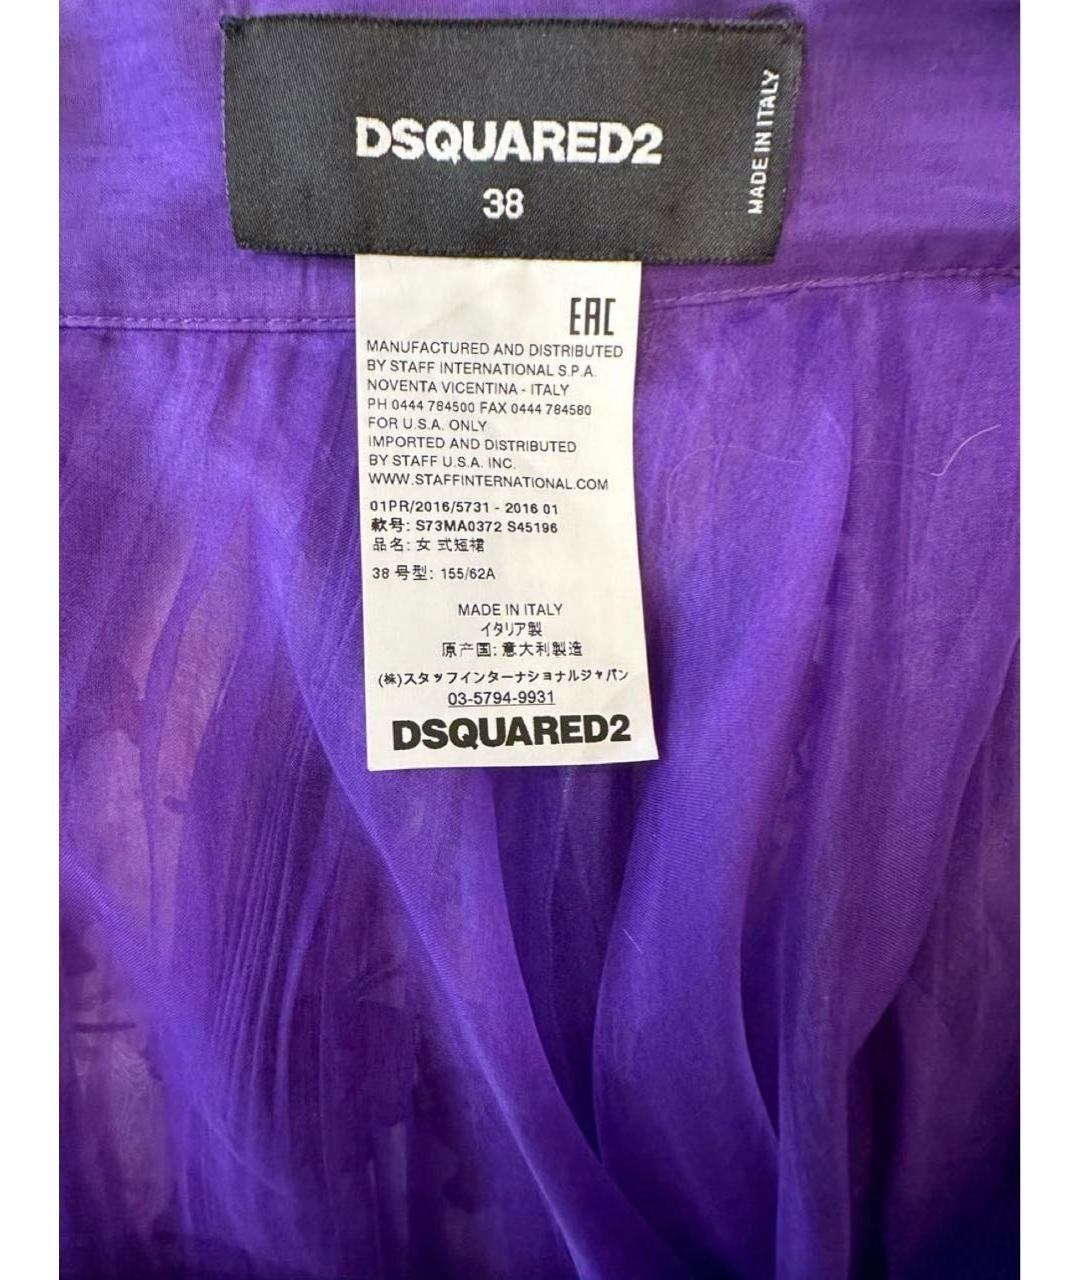 DSQUARED2
38
MADE IN ITALY
EAC
MANUFACTURED AND DISTRIBUTED
BY STAFF INTERNATIONAL S.P.A.
NOVENTA VICENTINA - ITALY
PH 0444 784500 FAX 0444 784580
FOR U.S.A. ONLY
IMPORTED AND DISTRIBUTED
BY STAFF U.S.A. INC.
WWW.STAFFINTERNATIONAL.COM
01PR/2016/5731 - 2016 01
款号: S73MA0372 S45196
品名: 女 式短裙
38 号型: 155/62A
MADE IN ITALY
イタリア製
原产国: 意大利製造
(株)スタッフインターナショナルジャパン
03-5794-9931
DSQUARED2